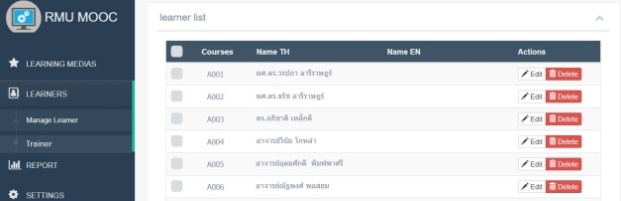 RMU MOOC
LEARNING MEDIAS
LEARNERS
Manage Learner
Trainer
REPORT
SETTINGS
learner list
Courses Name TH Name EN Actions
A001 ผศ.ดร.วรปภา อารีราษฎร์ Edit Delete
A002 ผศ.ดร.ธรัช อารีราษฎร์ Edit Delete
A003 ดร.อภิชาติ เหล็กดี Edit Delete
A004 อาจารย์วินัย โกหลำ Edit Delete
A005 อาจารย์อุดมศักดิ์ พิมพ์พาศรี Edit Delete
A006 อาจารย์ณัฐพงศ์ พลสยม Edit Delete